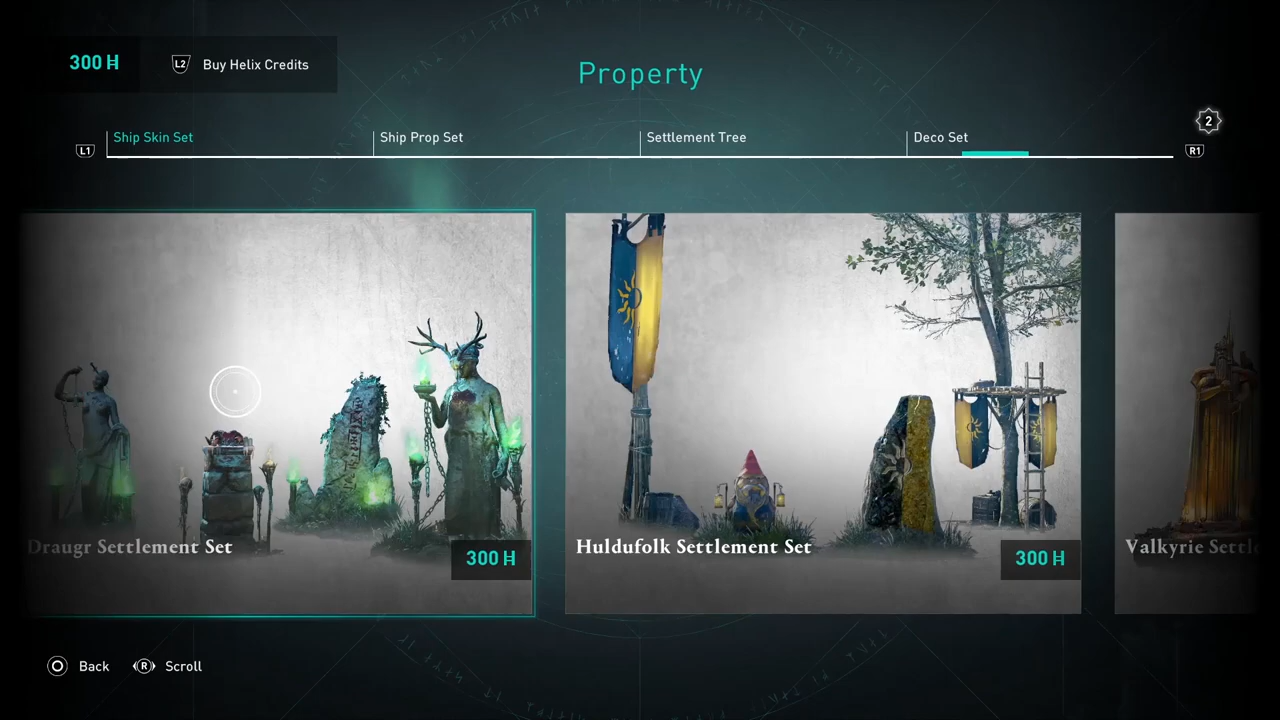 300 H
L2 Buy Helix Credits
Property
2
L1
Ship Skin Set
Ship Prop Set
Settlement Tree
Deco Set
R1
Draugr Settlement Set
300 H
Huldufolk Settlement Set
300 H
Valkyrie
Back
R Scroll